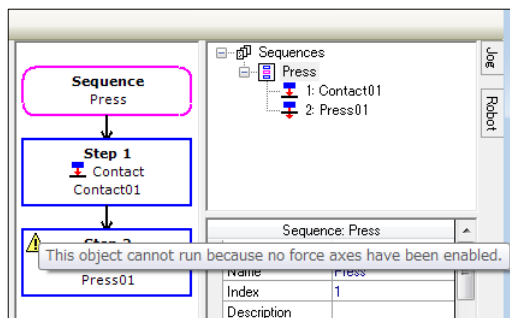 Sequence
Press
Step 1
Contact
Contact01
This object cannot run because no force axes have been enabled.
Press01
Sequences
Press
1: Contact01
2: Press01
Sequence: Press
Name Press
Index 1
Description
Jog
Robot